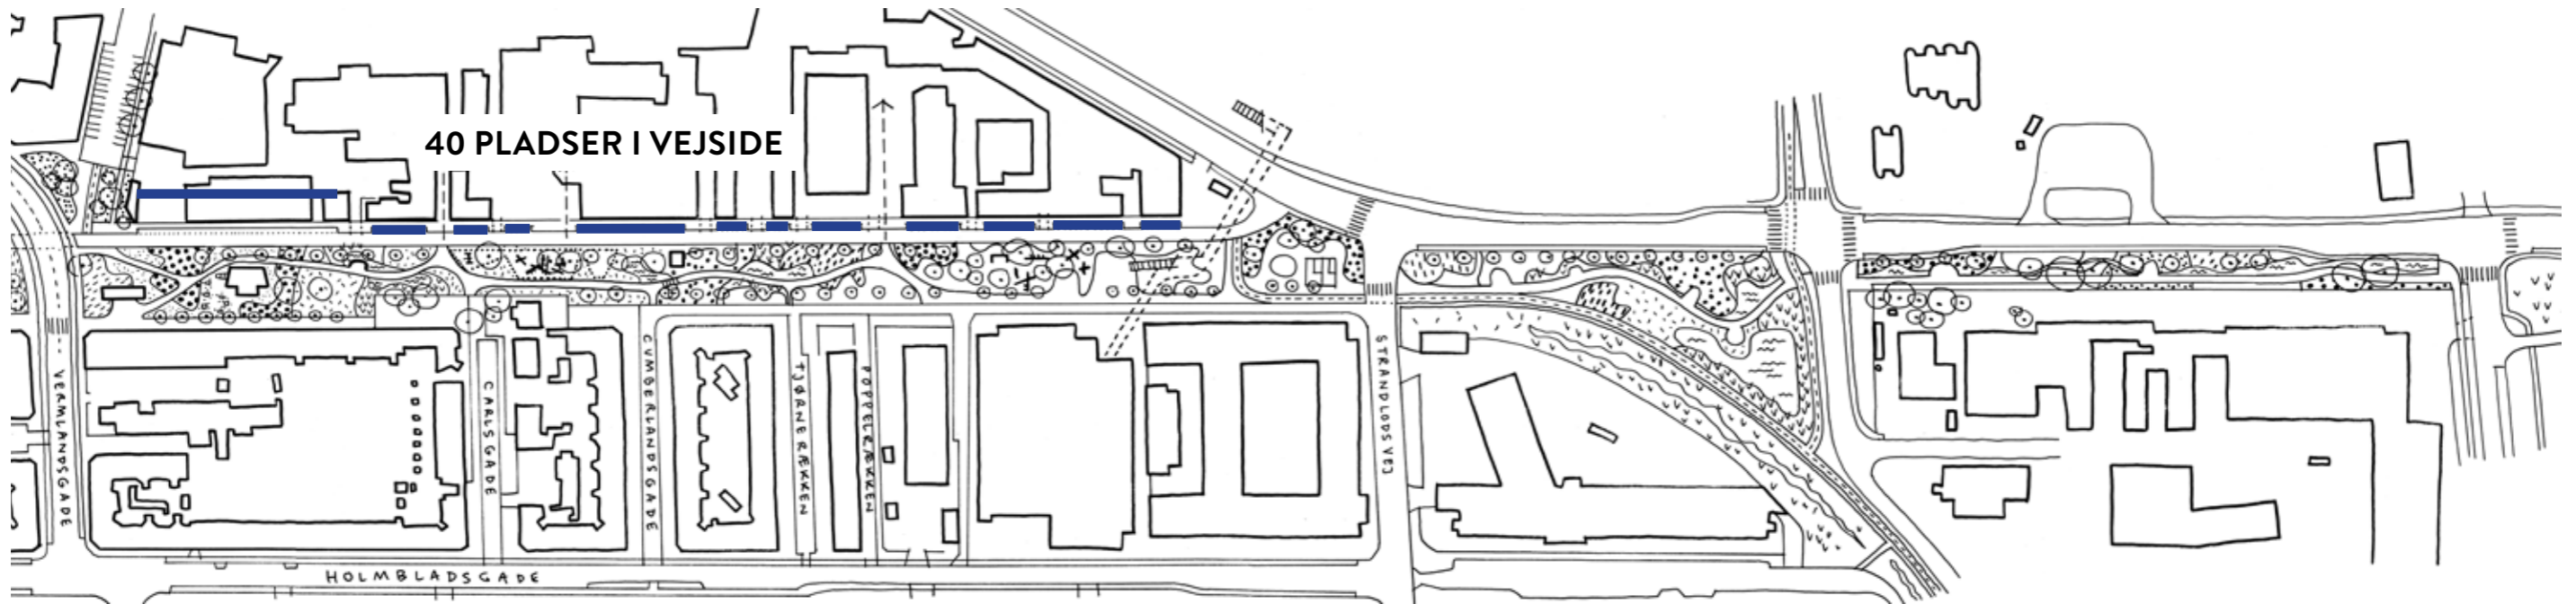 40 PLADSER I VEJSIDE
VERMLANDSGADE
CARLSGADE
CUMBERLANDSGADE
TJØRNERÆKKEN
POPPELRÆKKEN
STRANDLODSVEJ
HOLMBLADSGADE